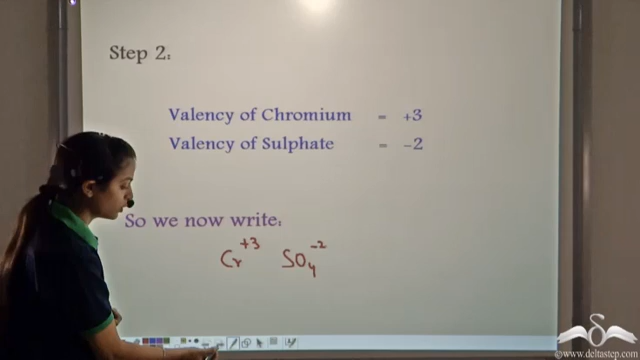 Step 2:
Valency of Chromium = +3
Valency of Sulphate = -2
So we now write:
Cr⁺³ SO₄⁻²
©www.deltastep.com